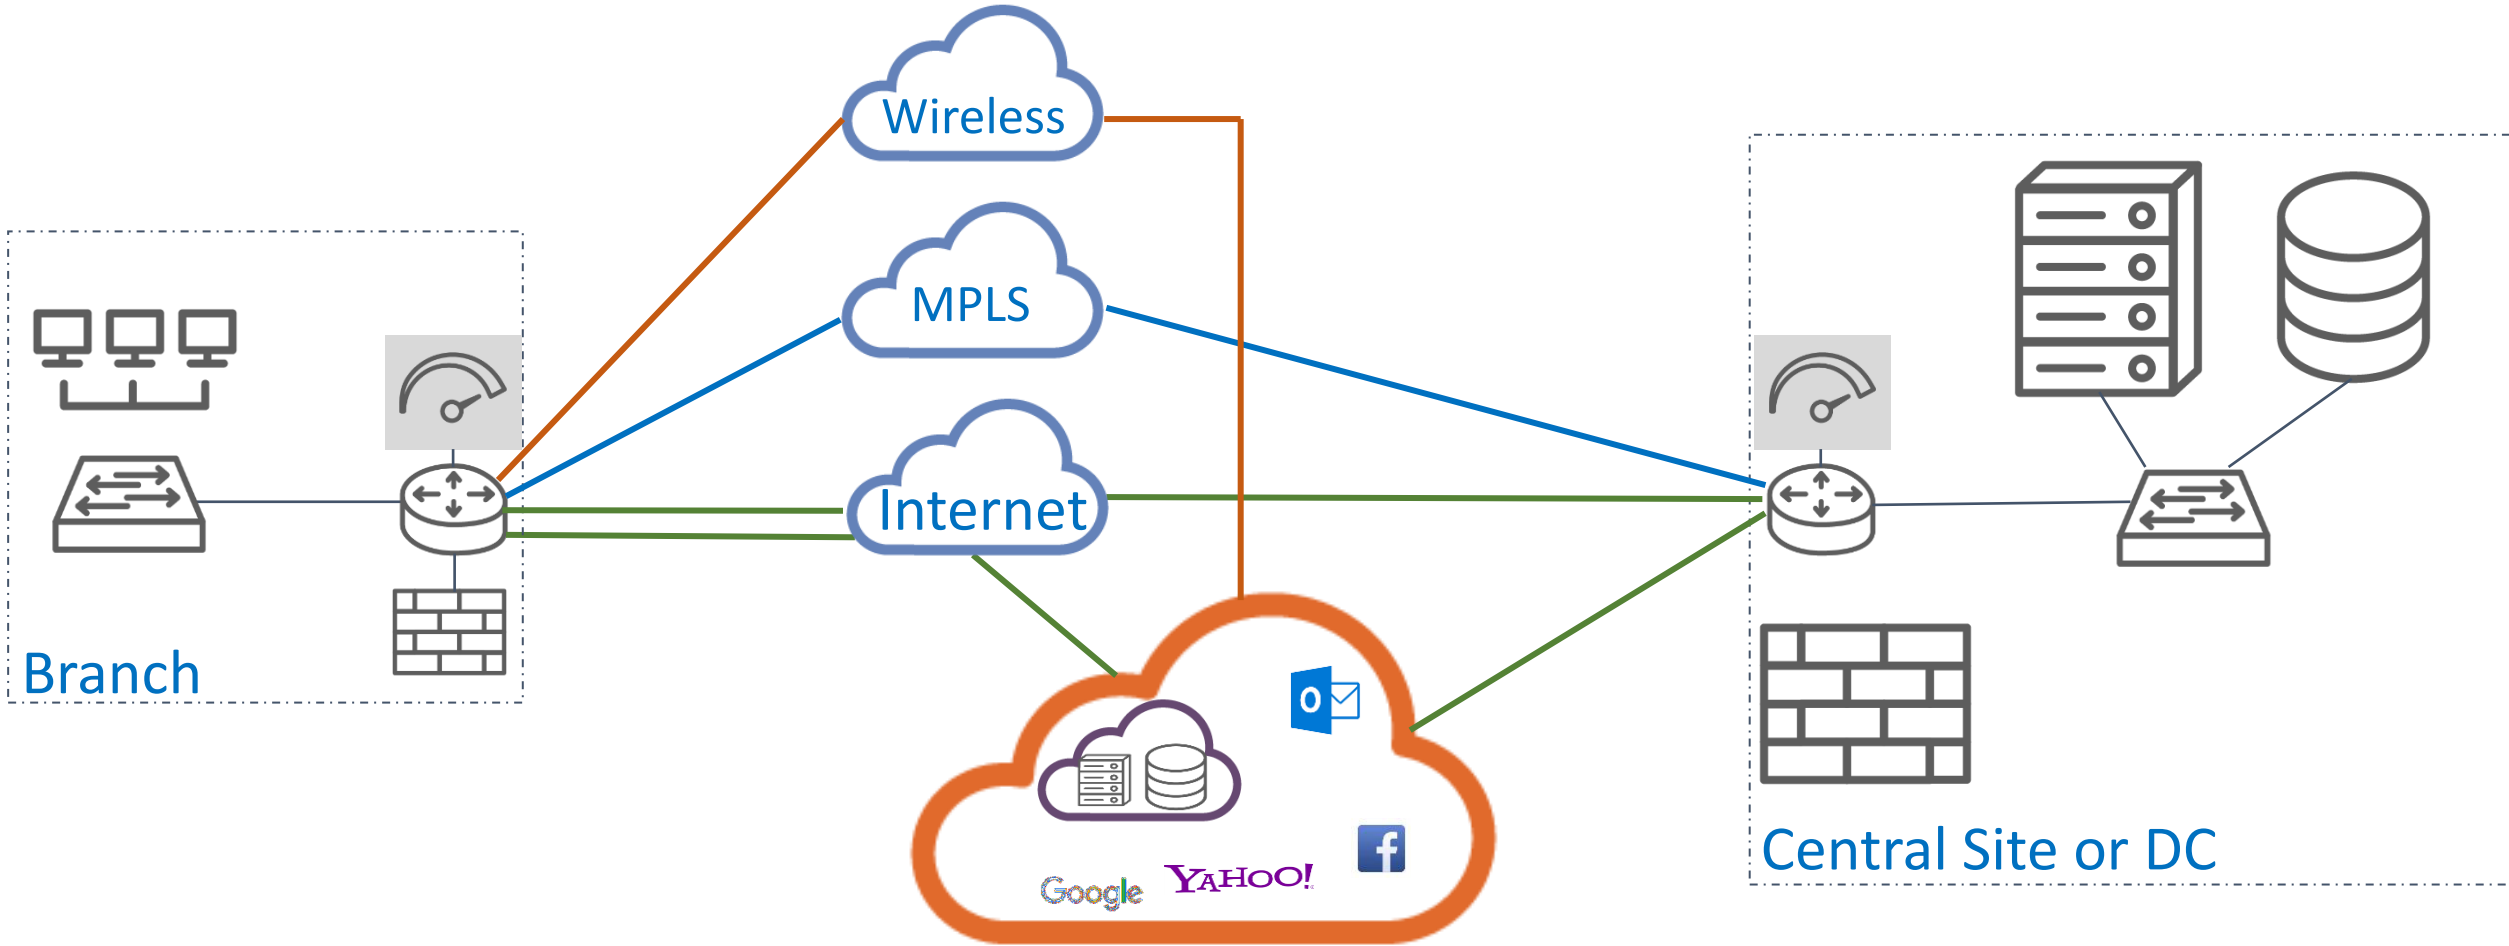 Wireless
MPLS
Internet
Branch
Central Site or DC
O
f
Google
YAHOO!